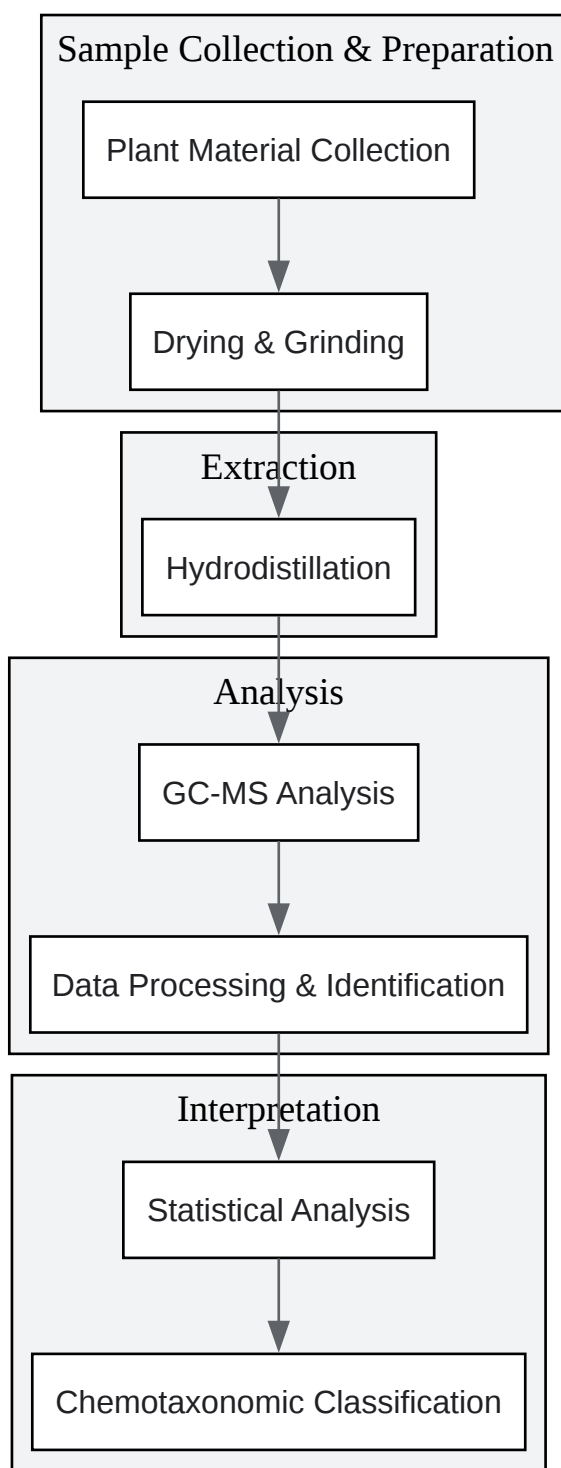 Sample Collection & Preparation
Plant Material Collection
Drying & Grinding
Extraction
Hydrodistillation
Analysis
GC-MS Analysis
Data Processing & Identification
Interpretation
Statistical Analysis
Chemotaxonomic Classification